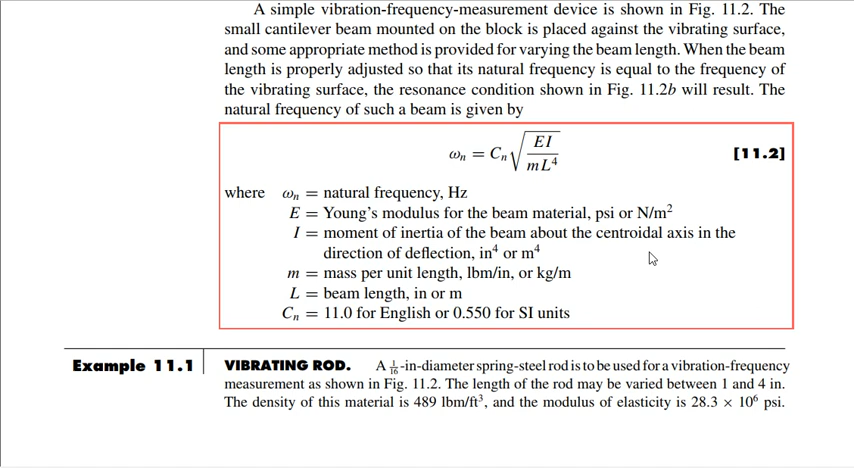 A simple vibration-frequency-measurement device is shown in Fig. 11.2. The
small cantilever beam mounted on the block is placed against the vibrating surface,
and some appropriate method is provided for varying the beam length. When the beam
length is properly adjusted so that its natural frequency is equal to the frequency of
the vibrating surface, the resonance condition shown in Fig. 11.2b will result. The
natural frequency of such a beam is given by
ωn = Cn √(EI / mL⁴) [11.2]
where ωn = natural frequency, Hz
E = Young's modulus for the beam material, psi or N/m²
I = moment of inertia of the beam about the centroidal axis in the
direction of deflection, in⁴ or m⁴
m = mass per unit length, lbm/in, or kg/m
L = beam length, in or m
Cn = 11.0 for English or 0.550 for SI units
Example 11.1 VIBRATING ROD. A 1/16-in-diameter spring-steel rod is to be used for a vibration-frequency
measurement as shown in Fig. 11.2. The length of the rod may be varied between 1 and 4 in.
The density of this material is 489 lbm/ft³, and the modulus of elasticity is 28.3 × 10⁶ psi.